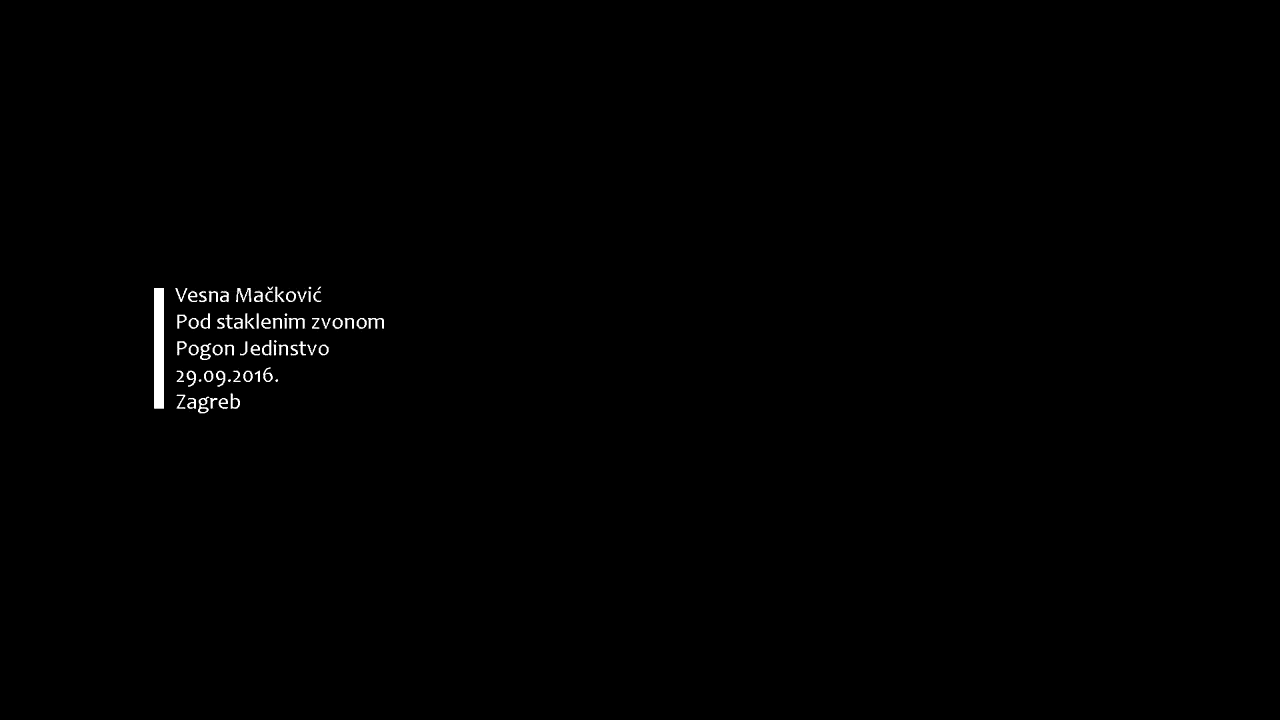 Vesna Mačković
Pod staklenim zvonom
Pogon Jedinstvo
29.09.2016.
Zagreb